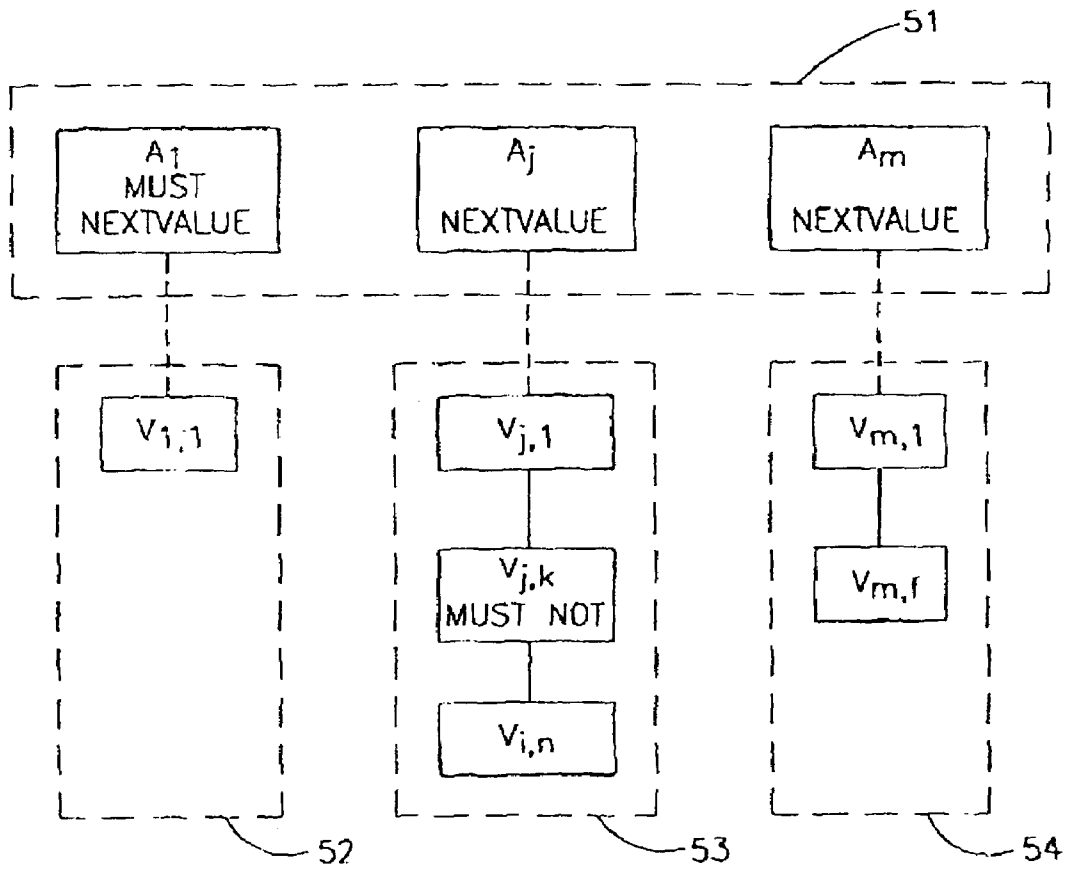 51
A1
MUST
NEXTVALUE
Aj
NEXTVALUE
Am
NEXTVALUE
V1,1
Vj,1
Vm,1
Vj,k
MUST NOT
Vm,f
Vi,n
52
53
54